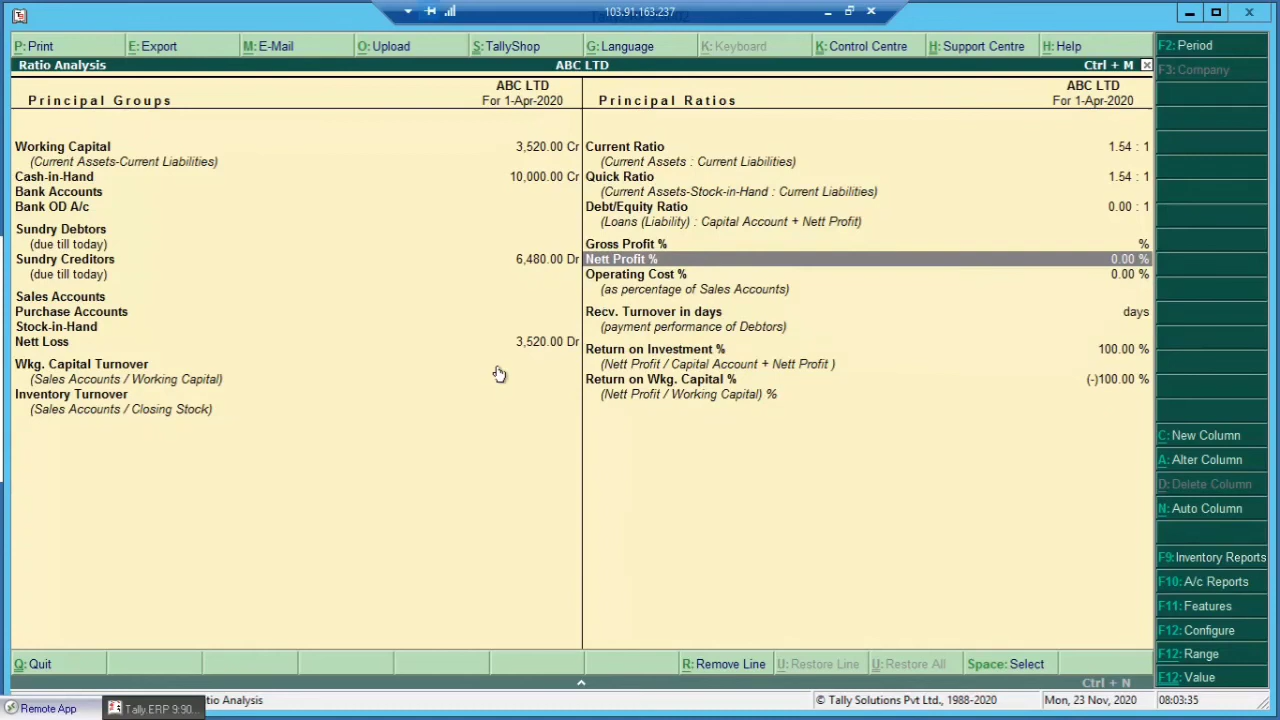 103.91.163.237
P: Print
E: Export
M: E-Mail
O: Upload
S: TallyShop
G: Language
K: Keyboard
K: Control Centre
H: Support Centre
H: Help
Ratio Analysis
ABC LTD
Ctrl + M
Principal Groups
ABC LTD
For 1-Apr-2020
Principal Ratios
ABC LTD
For 1-Apr-2020
Working Capital 3,520.00 Cr
(Current Assets-Current Liabilities)
Cash-in-Hand 10,000.00 Cr
Bank Accounts
Bank OD A/c
Sundry Debtors
(due till today)
Sundry Creditors 6,480.00 Dr
(due till today)
Sales Accounts
Purchase Accounts
Stock-in-Hand
Nett Loss 3,520.00 Dr
Wkg. Capital Turnover
(Sales Accounts / Working Capital)
Inventory Turnover
(Sales Accounts / Closing Stock)
Current Ratio 1.54 : 1
(Current Assets : Current Liabilities)
Quick Ratio 1.54 : 1
(Current Assets-Stock-in-Hand : Current Liabilities)
Debt/Equity Ratio 0.00 : 1
(Loans (Liability) : Capital Account + Nett Profit)
Gross Profit % %
Nett Profit % 0.00 %
Operating Cost % 0.00 %
(as percentage of Sales Accounts)
Recv. Turnover in days days
(payment performance of Debtors)
Return on Investment % 100.00 %
(Nett Profit / Capital Account + Nett Profit )
Return on Wkg. Capital % (-)100.00 %
(Nett Profit / Working Capital) %
F2: Period
F3: Company
C: New Column
A: Alter Column
D: Delete Column
N: Auto Column
F9: Inventory Reports
F10: A/c Reports
F11: Features
F12: Configure
F12: Range
F12: Value
Q: Quit
R: Remove Line
U: Restore Line
U: Restore All
Space: Select
Ctrl + N
tio Analysis
© Tally Solutions Pvt Ltd., 1988-2020
Mon, 23 Nov, 2020
08:03:35
Remote App
Tally.ERP 9:90...